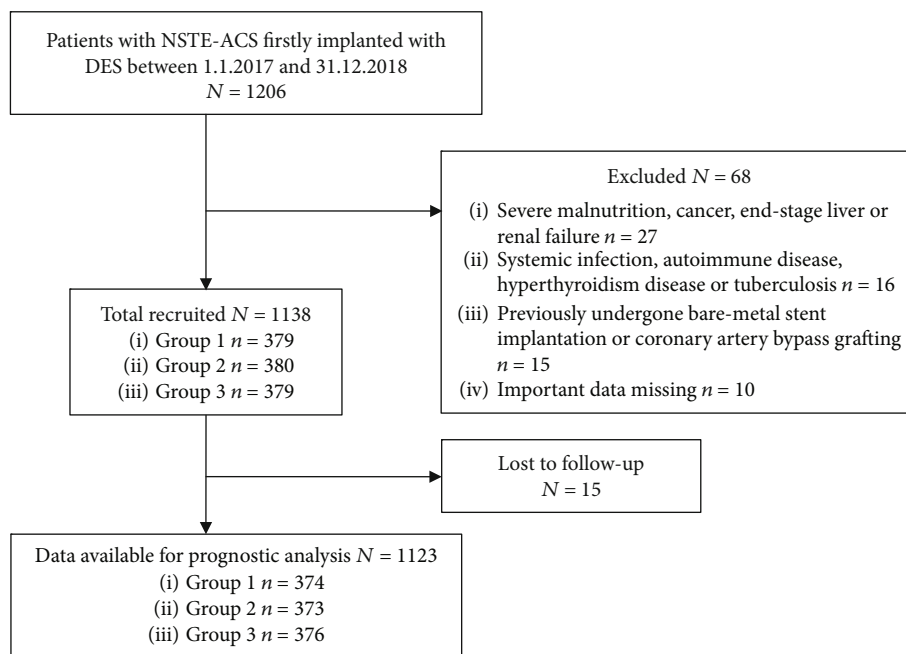 Patients with NSTE-ACS firstly implanted with
DES between 1.1.2017 and 31.12.2018
N = 1206
Excluded N = 68
(i) Severe malnutrition, cancer, end-stage liver or
renal failure n = 27
(ii) Systemic infection, autoimmune disease,
hyperthyroidism disease or tuberculosis n = 16
(iii) Previously undergone bare-metal stent
implantation or coronary artery bypass grafting
n = 15
(iv) Important data missing n = 10
Total recruited N = 1138
(i) Group 1 n = 379
(ii) Group 2 n = 380
(iii) Group 3 n = 379
Lost to follow-up
N = 15
Data available for prognostic analysis N = 1123
(i) Group 1 n = 374
(ii) Group 2 n = 373
(iii) Group 3 n = 376